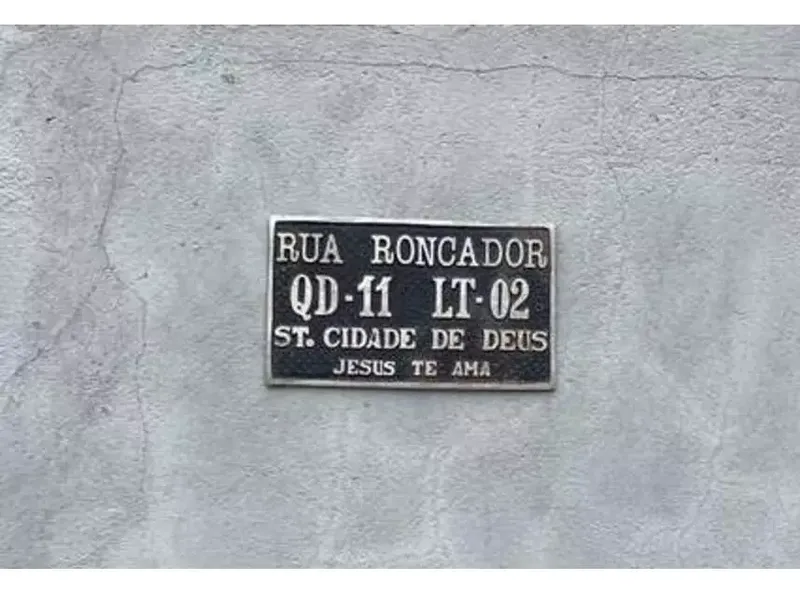 RUA RONCADOR
QD-11 LT-02
ST. CIDADE DE DEUS
JESUS TE AMA